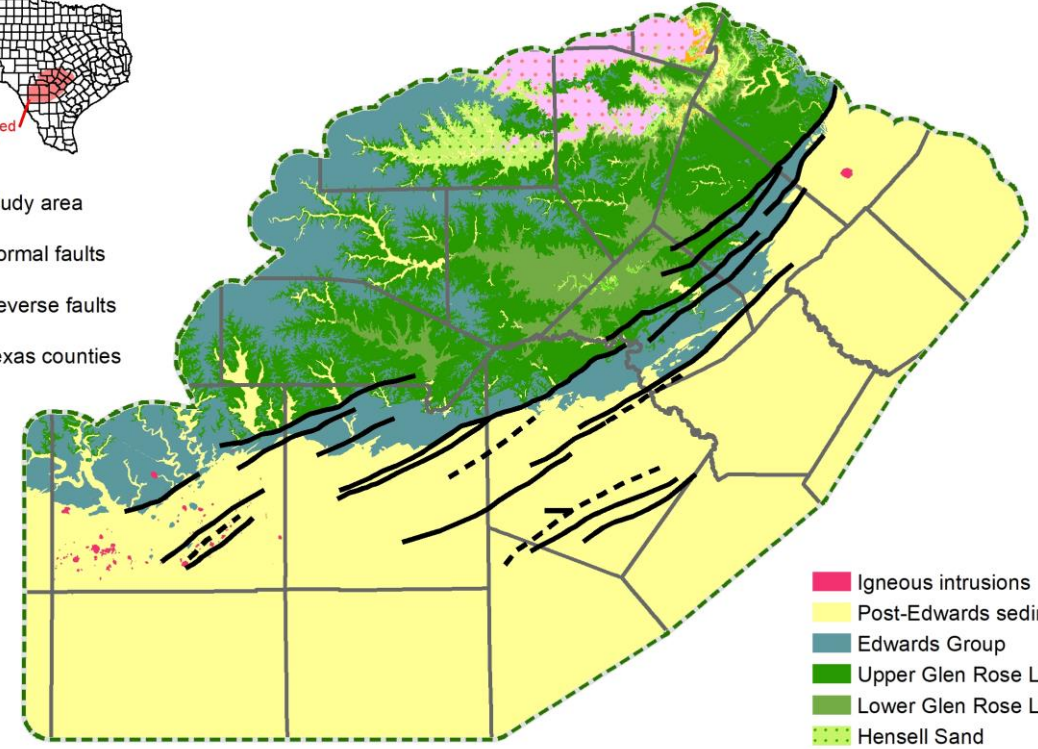 ed
udy area
ormal faults
everse faults
exas counties
Igneous intrusions
Post-Edwards sedi
Edwards Group
Upper Glen Rose L
Lower Glen Rose L
Hensell Sand